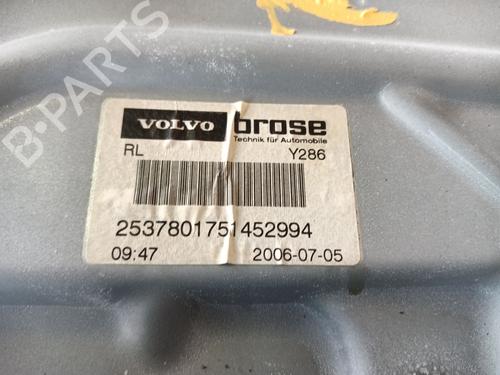 B-PARTS
VOLVO brose
Technik für Automobile
RL Y286
2537801751452994
09:47 2006-07-05